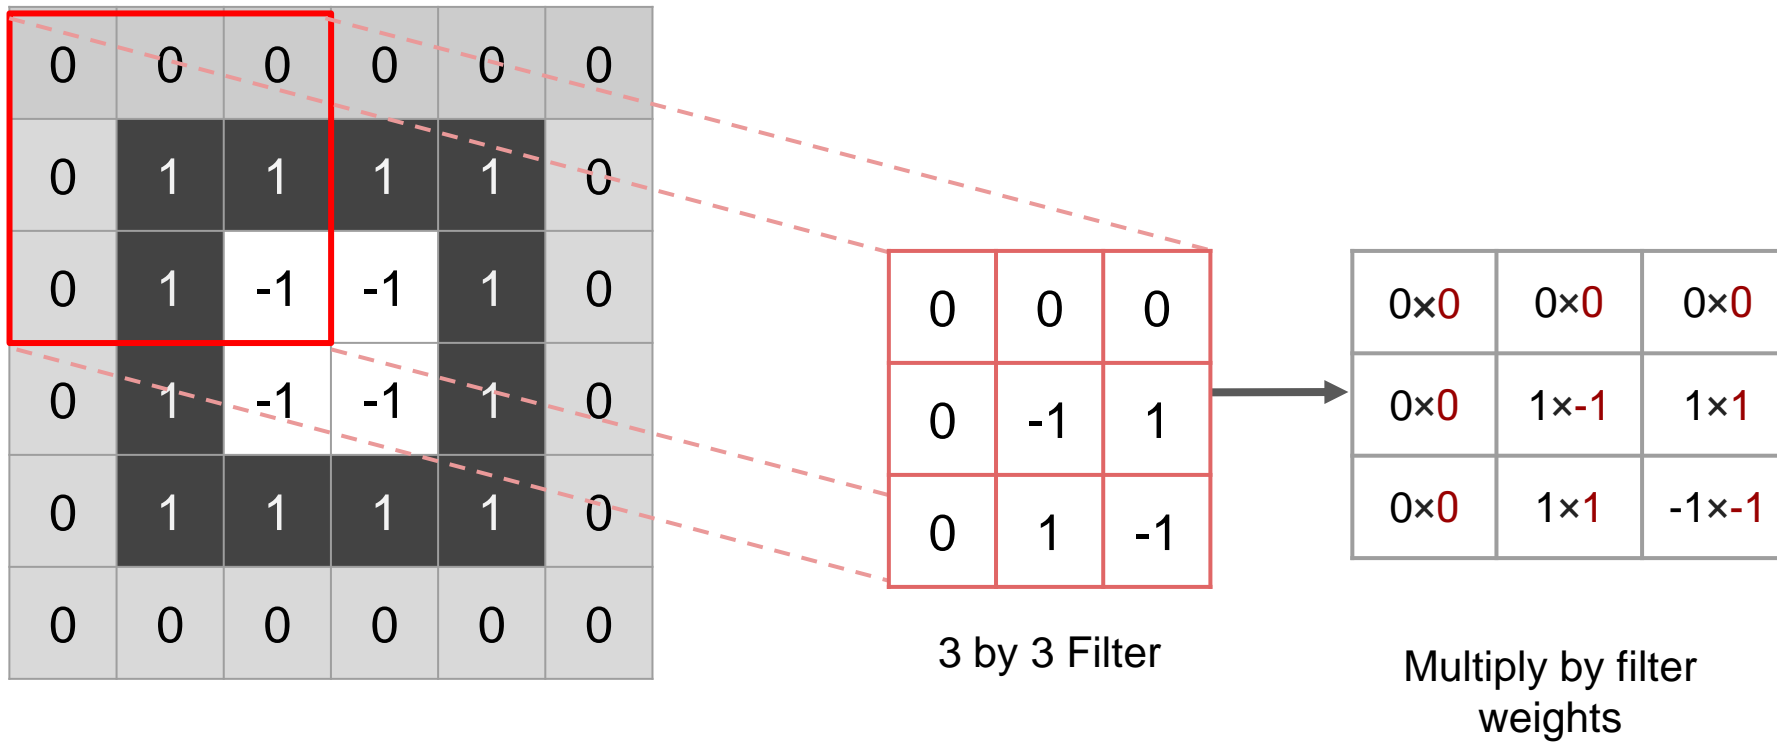 0 0 0 0 0 0
0 1 1 1 1 0
0 1 -1 -1 1 0
0 1 -1 -1 1 0
0 1 1 1 1 0
0 0 0 0 0 0
0 0 0
0 -1 1
0 1 -1
3 by 3 Filter
0×0 0×0 0×0
0×0 1×-1 1×1
0×0 1×1 -1×-1
Multiply by filter
weights